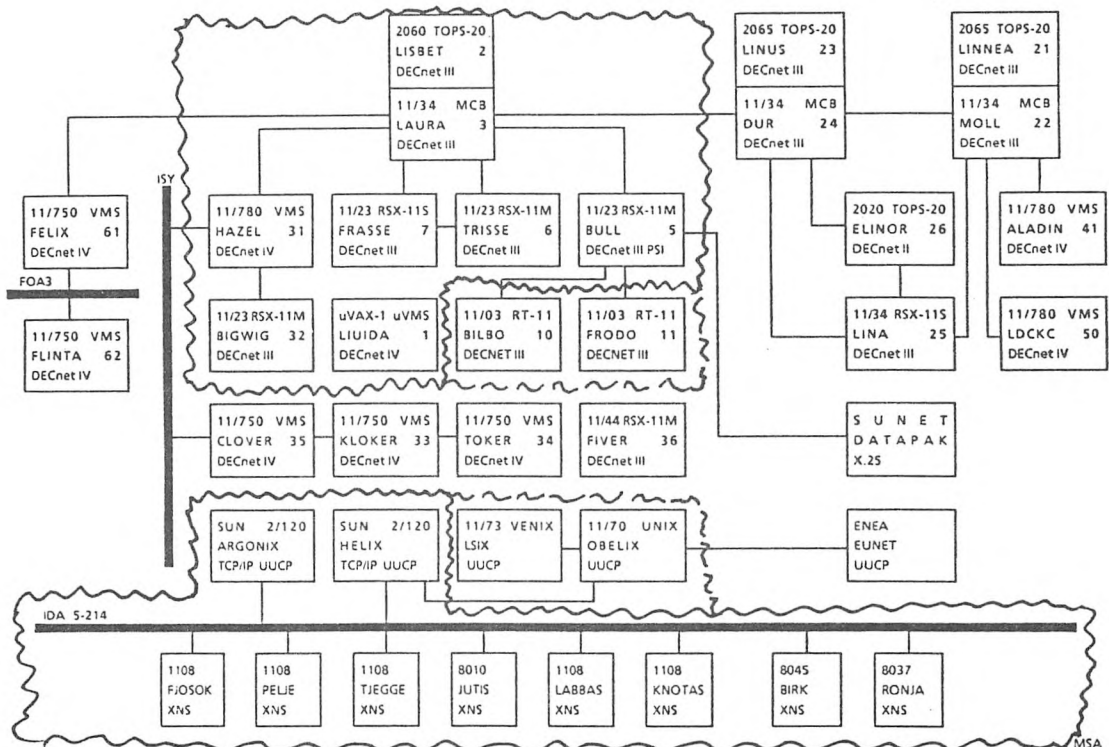 2060 TOPS-20
LISBET 2
DECnet III
11/34 MCB
LAURA 3
DECnet III
2065 TOPS-20
LINUS 23
DECnet III
11/34 MCB
DUR 24
DECnet III
2065 TOPS-20
LINNEA 21
DECnet III
11/34 MCB
MOLL 22
DECnet III
ISY
11/750 VMS
FELIX 61
DECnet IV
11/780 VMS
HAZEL 31
DECnet IV
11/23 RSX-11S
FRASSE 7
DECnet III
11/23 RSX-11M
TRISSE 6
DECnet III
11/23 RSX-11M
BULL 5
DECnet III PSI
2020 TOPS-20
ELINOR 26
DECnet II
11/780 VMS
ALADIN 41
DECnet IV
FOA3
11/750 VMS
FLINTA 62
DECnet IV
11/23 RSX-11M
BIGWIG 32
DECnet III
uVAX-1 uVMS
LIUIDA 1
DECnet IV
11/03 RT-11
BILBO 10
DECNET III
11/03 RT-11
FRODO 11
DECNET III
11/34 RSX-11S
LINA 25
DECnet III
11/780 VMS
LDCKC 50
DECnet IV
11/750 VMS
CLOVER 35
DECnet IV
11/750 VMS
KLOKER 33
DECnet IV
11/750 VMS
TOKER 34
DECnet IV
11/44 RSX-11M
FIVER 36
DECnet III
S U N E T
D A T A P A K
X.25
SUN 2/120
ARGONIX
TCP/IP UUCP
SUN 2/120
HELIX
TCP/IP UUCP
11/73 VENIX
LSIX
UUCP
11/70 UNIX
OBELIX
UUCP
ENEA
EUNET
UUCP
IDA 5-214
1108
FJOSOK
XNS
1108
PELJE
XNS
1108
TJEGGE
XNS
8010
JUTIS
XNS
1108
LABBAS
XNS
1108
KNOTAS
XNS
8045
BIRK
XNS
8037
RONJA
XNS
MSA